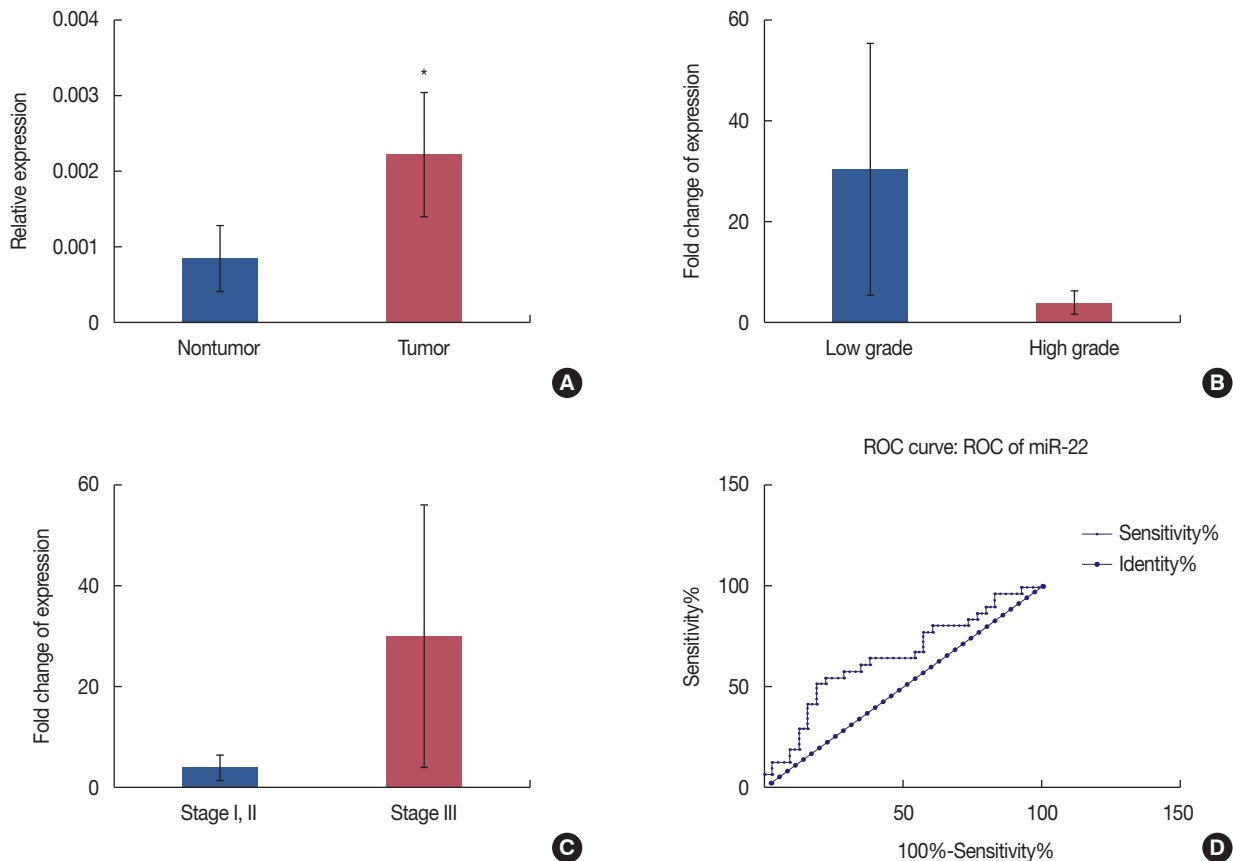 0.004
0.003
0.002
0.001
0
Relative expression
*
Nontumor Tumor
A
60
40
20
0
Fold change of expression
Low grade High grade
B
60
40
20
0
Fold change of expression
Stage I, II Stage III
C
ROC curve: ROC of miR-22
150
100
50
0
Sensitivity%
Sensitivity%
Identity%
50 100 150
100%-Sensitivity%
D